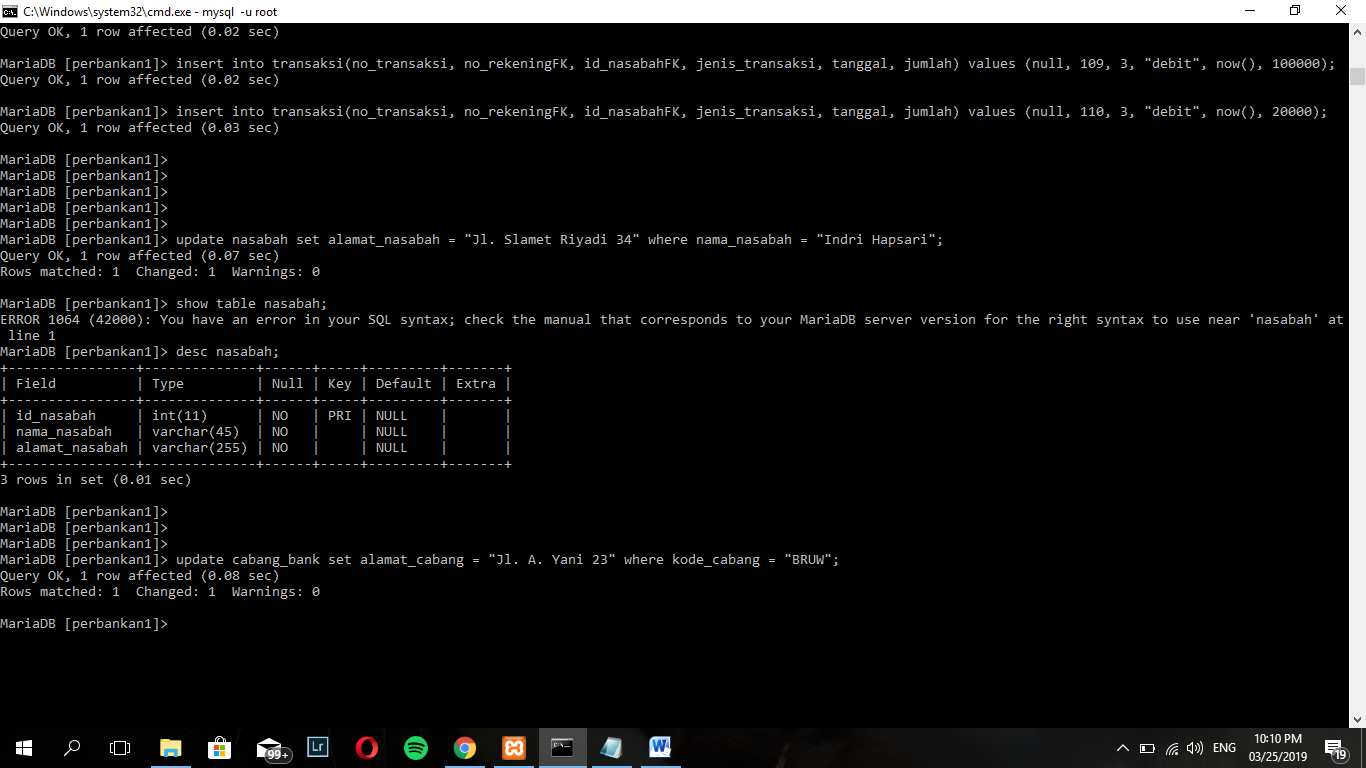 C:\Windows\system32\cmd.exe - mysql -u root
Query OK, 1 row affected (0.02 sec)
MariaDB [perbankan1]> insert into transaksi(no_transaksi, no_rekeningFK, id_nasabahFK, jenis_transaksi, tanggal, jumlah) values (null, 109, 3, "debit", now(), 100000);
Query OK, 1 row affected (0.02 sec)
MariaDB [perbankan1]> insert into transaksi(no_transaksi, no_rekeningFK, id_nasabahFK, jenis_transaksi, tanggal, jumlah) values (null, 110, 3, "debit", now(), 20000);
Query OK, 1 row affected (0.03 sec)
MariaDB [perbankan1]>
MariaDB [perbankan1]>
MariaDB [perbankan1]>
MariaDB [perbankan1]>
MariaDB [perbankan1]>
MariaDB [perbankan1]> update nasabah set alamat_nasabah = "Jl. Slamet Riyadi 34" where nama_nasabah = "Indri Hapsari";
Query OK, 1 row affected (0.07 sec)
Rows matched: 1  Changed: 1  Warnings: 0
MariaDB [perbankan1]> show table nasabah;
ERROR 1064 (42000): You have an error in your SQL syntax; check the manual that corresponds to your MariaDB server version for the right syntax to use near 'nasabah' at
 line 1
MariaDB [perbankan1]> desc nasabah;
+----------------+--------------+------+-----+---------+-------+
| Field          | Type         | Null | Key | Default | Extra |
+----------------+--------------+------+-----+---------+-------+
| id_nasabah     | int(11)      | NO   | PRI | NULL    |       |
| nama_nasabah   | varchar(45)  | NO   |     | NULL    |       |
| alamat_nasabah | varchar(255) | NO   |     | NULL    |       |
+----------------+--------------+------+-----+---------+-------+
3 rows in set (0.01 sec)
MariaDB [perbankan1]>
MariaDB [perbankan1]>
MariaDB [perbankan1]>
MariaDB [perbankan1]> update cabang_bank set alamat_cabang = "Jl. A. Yani 23" where kode_cabang = "BRUW";
Query OK, 1 row affected (0.08 sec)
Rows matched: 1  Changed: 1  Warnings: 0
MariaDB [perbankan1]>
99+
Lr
ENG
10:10 PM
03/25/2019
19